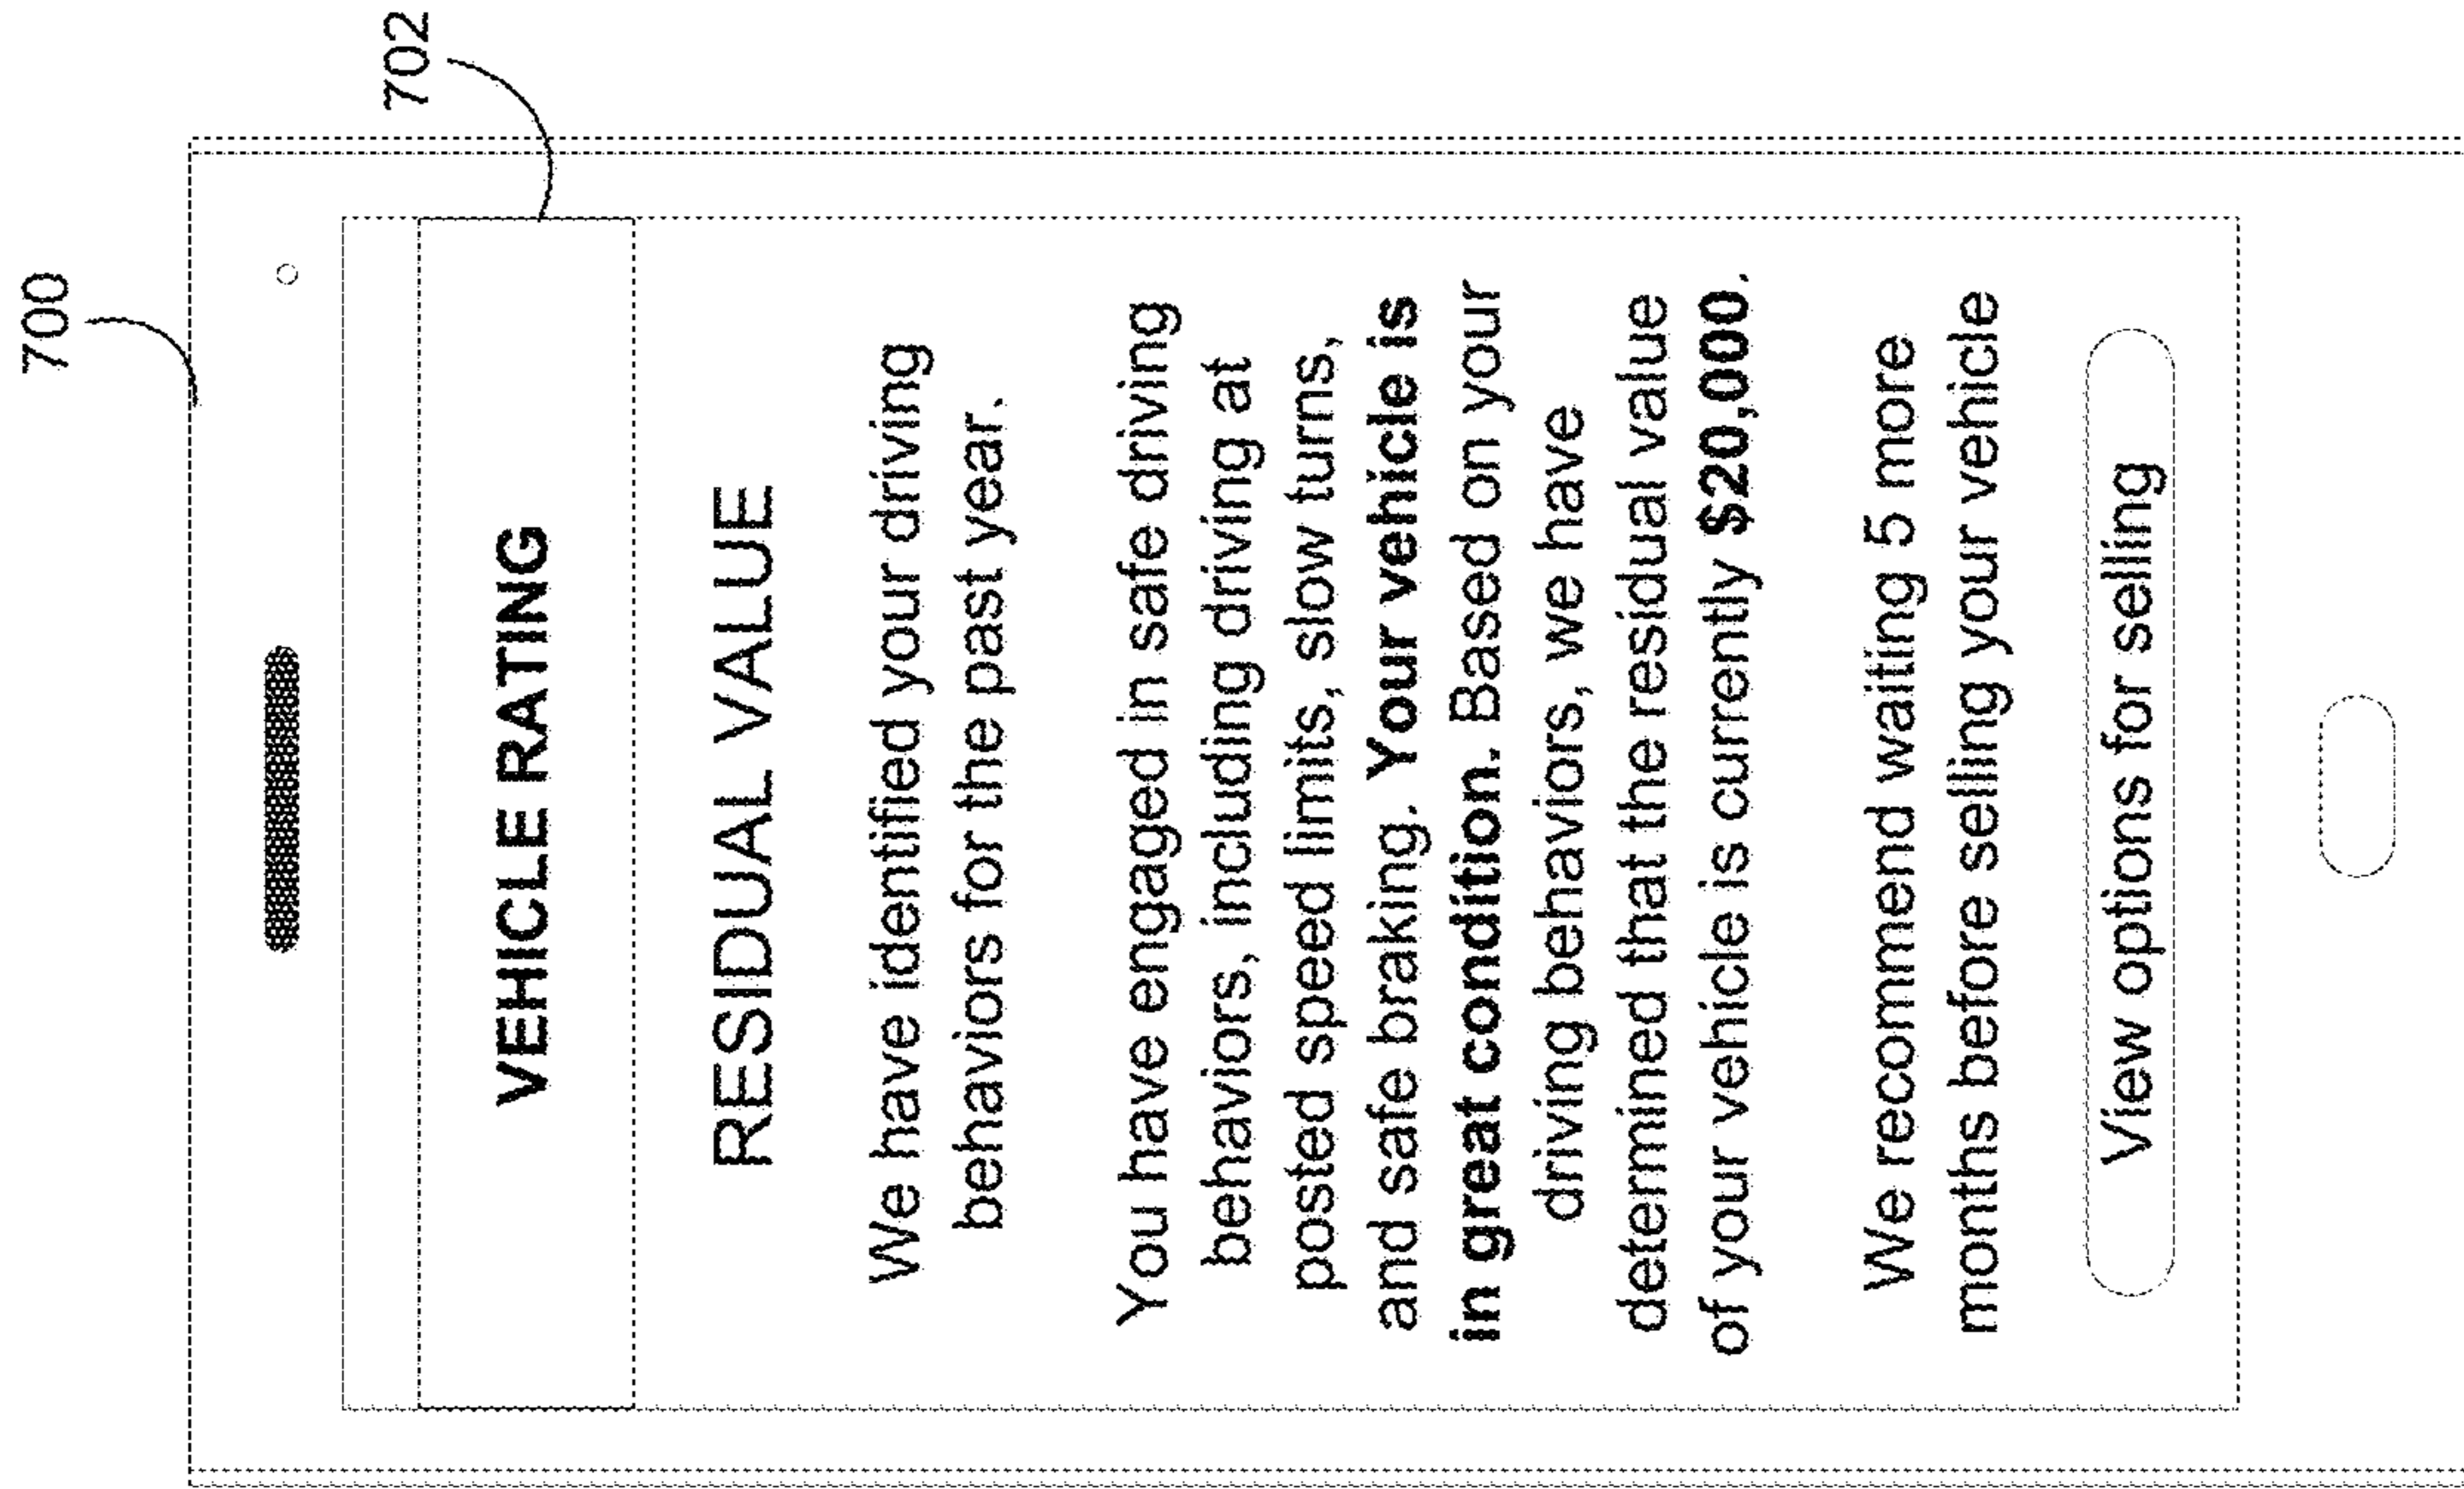 700
702
VEHICLE RATING
RESIDUAL VALUE
We have identified your driving
behaviors for the past year.
You have engaged in safe driving
behaviors, including driving at
posted speed limits, slow turns,
and safe braking. Your vehicle is
in great condition. Based on your
driving behaviors, we have
determined that the residual value
of your vehicle is currently $20,000.
We recommend waiting 5 more
months before selling your vehicle
View options for selling